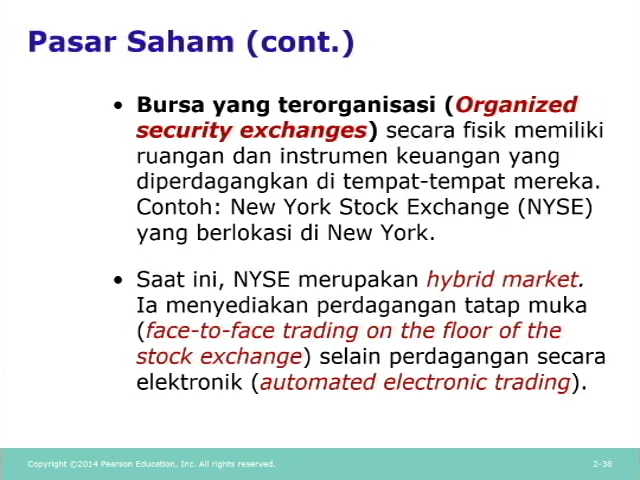 Pasar Saham (cont.)
• Bursa yang terorganisasi (Organized
security exchanges) secara fisik memiliki
ruangan dan instrumen keuangan yang
diperdagangkan di tempat-tempat mereka.
Contoh: New York Stock Exchange (NYSE)
yang berlokasi di New York.
• Saat ini, NYSE merupakan hybrid market.
Ia menyediakan perdagangan tatap muka
(face-to-face trading on the floor of the
stock exchange) selain perdagangan secara
elektronik (automated electronic trading).
Copyright ©2014 Pearson Education, Inc. All rights reserved.
2-38